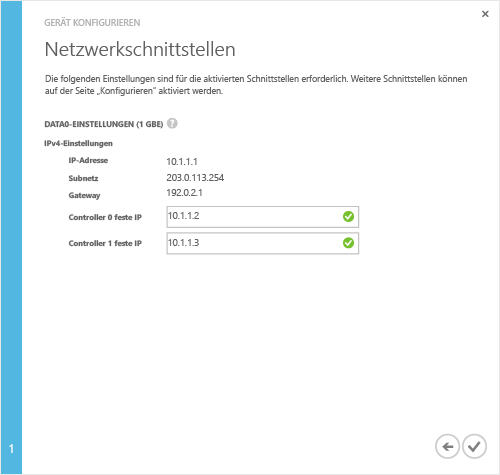 GERÄT KONFIGURIEREN
Netzwerkschnittstellen
Die folgenden Einstellungen sind für die aktivierten Schnittstellen erforderlich. Weitere Schnittstellen können
auf der Seite „Konfigurieren“ aktiviert werden.
DATA0-EINSTELLUNGEN (1 GBE) ?
IPv4-Einstellungen
IP-Adresse 10.1.1.1
Subnetz 203.0.113.254
Gateway 192.0.2.1
Controller 0 feste IP 10.1.1.2
Controller 1 feste IP 10.1.1.3
1